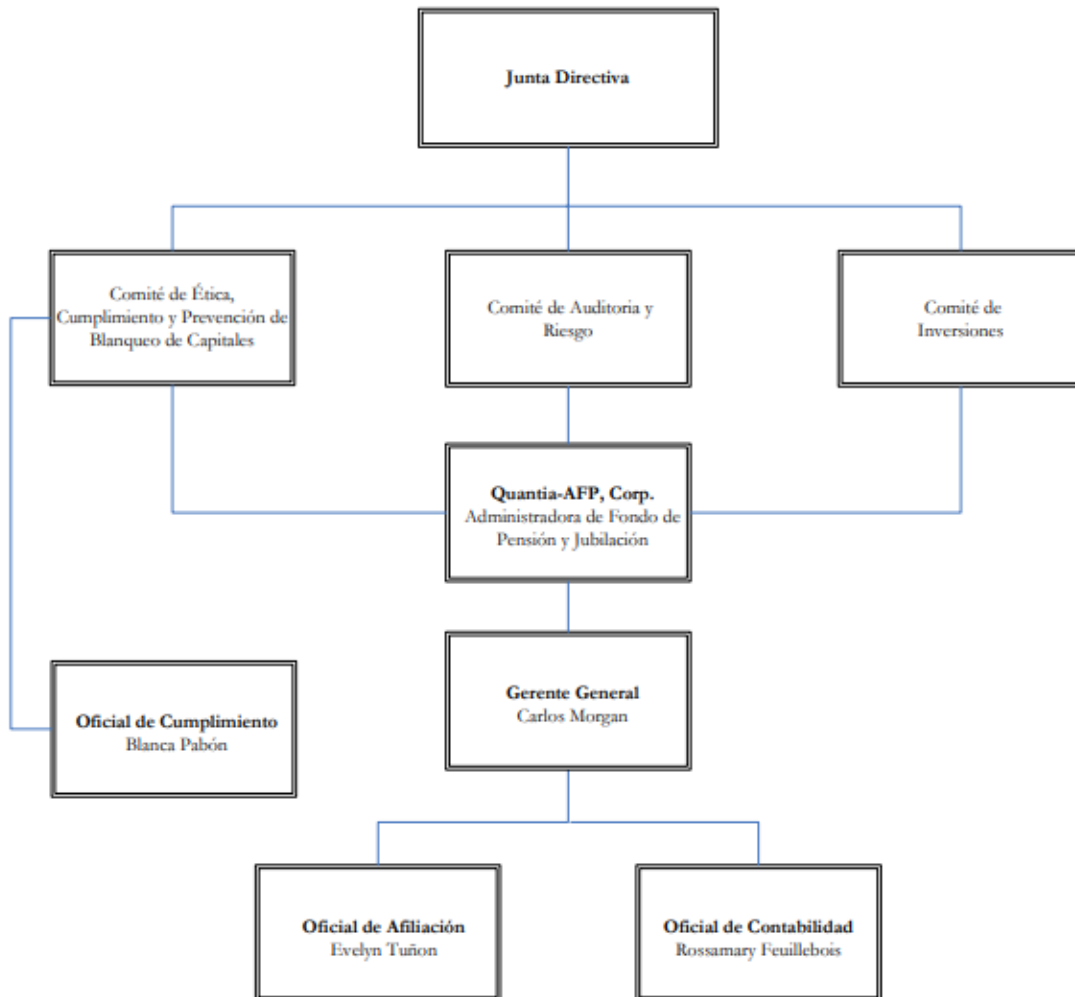 Junta Directiva
Comité de Ética,
Cumplimiento y Prevención de
Blanqueo de Capitales
Comité de Auditoria y
Riesgo
Comité de
Inversiones
Quantia-AFP, Corp.
Administradora de Fondo de
Pensión y Jubilación
Gerente General
Carlos Morgan
Oficial de Cumplimiento
Blanca Pabón
Oficial de Afiliación
Evelyn Tuñon
Oficial de Contabilidad
Rossamary Feuillebois